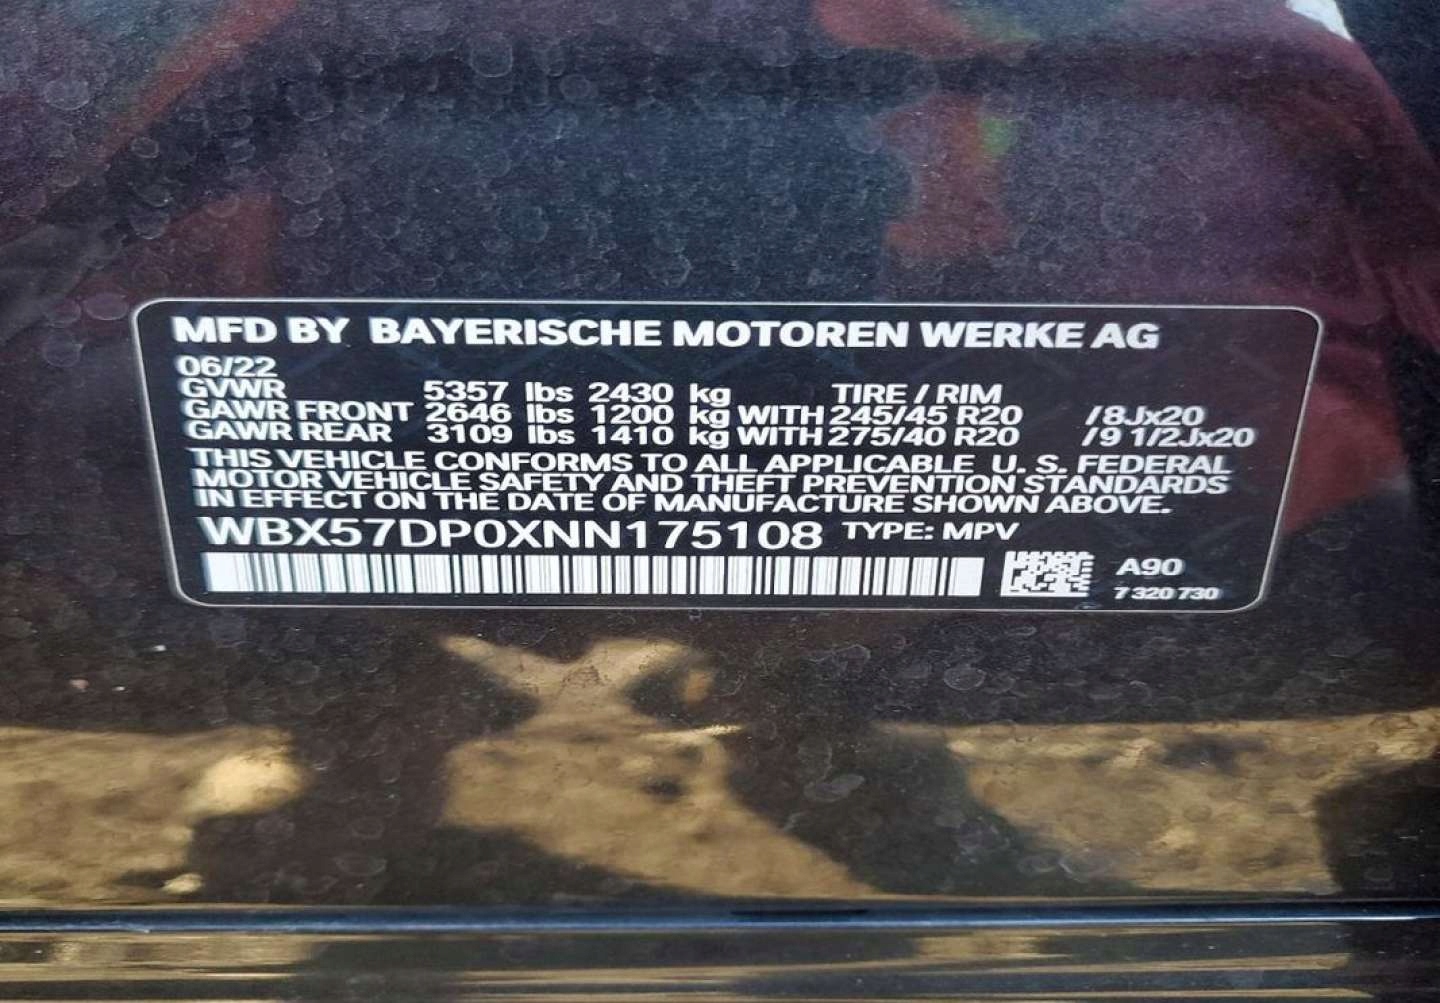 MFD BY BAYERISCHE MOTOREN WERKE AG
06/22
GVWR 5357 lbs 2430 kg TIRE / RIM
GAWR FRONT 2646 lbs 1200 kg WITH 245/45 R20 /8Jx20
GAWR REAR 3109 lbs 1410 kg WITH 275/40 R20 /9 1/2Jx20
THIS VEHICLE CONFORMS TO ALL APPLICABLE U. S. FEDERAL
MOTOR VEHICLE SAFETY AND THEFT PREVENTION STANDARDS
IN EFFECT ON THE DATE OF MANUFACTURE SHOWN ABOVE.
WBX57DP0XNN175108 TYPE: MPV
A90
7 320 730